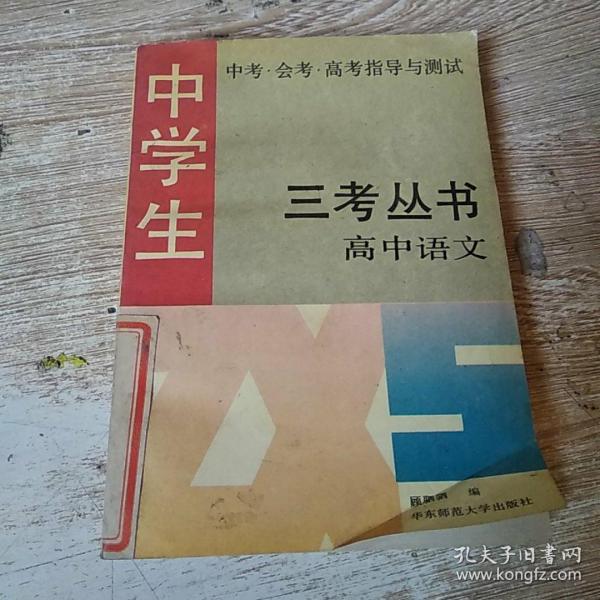 中学生
中考·会考·高考指导与测试
三考丛书
高中语文
编
华东师范大学出版社
孔夫子旧书网
www.kongfz.com